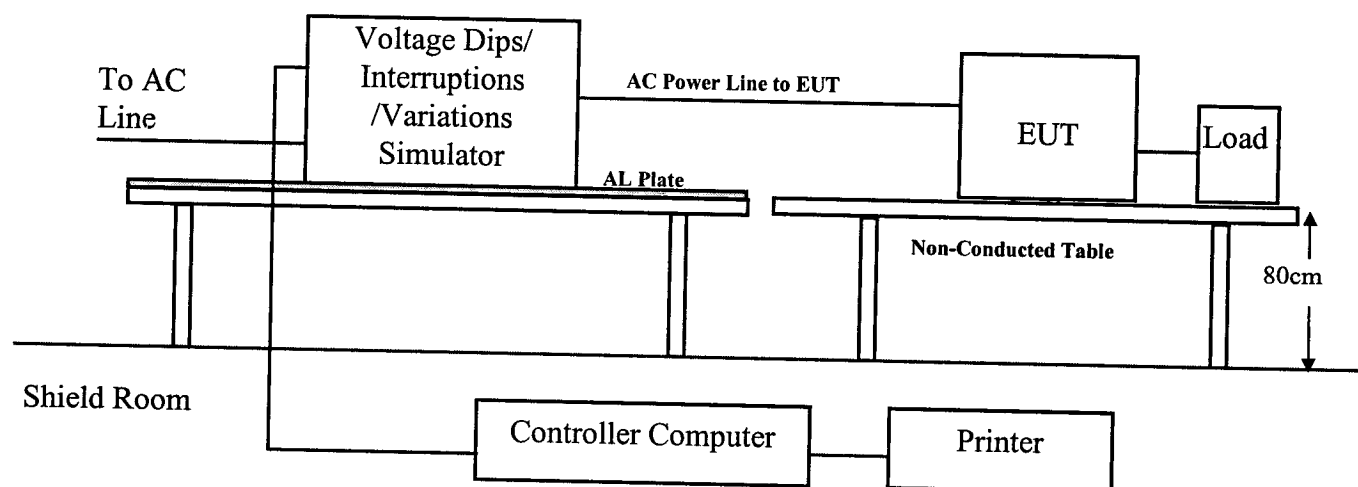 Voltage Dips/
Interruptions
/Variations
Simulator
To AC
Line
AC Power Line to EUT
EUT
Load
AL Plate
Non-Conducted Table
80cm
Shield Room
Controller Computer
Printer